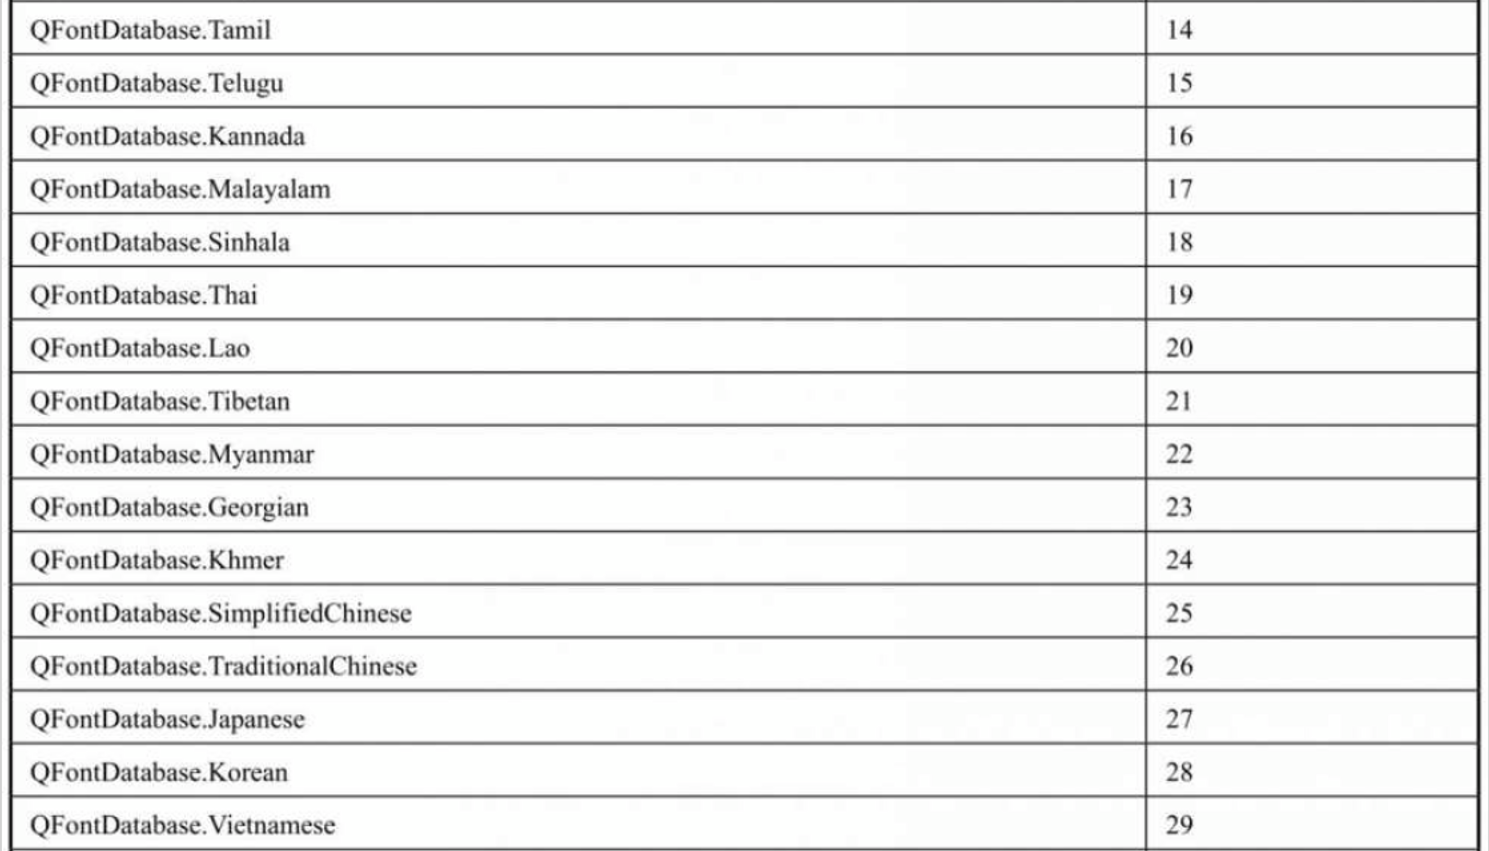 QFontDatabase.Tamil 14
QFontDatabase.Telugu 15
QFontDatabase.Kannada 16
QFontDatabase.Malayalam 17
QFontDatabase.Sinhala 18
QFontDatabase.Thai 19
QFontDatabase.Lao 20
QFontDatabase.Tibetan 21
QFontDatabase.Myanmar 22
QFontDatabase.Georgian 23
QFontDatabase.Khmer 24
QFontDatabase.SimplifiedChinese 25
QFontDatabase.TraditionalChinese 26
QFontDatabase.Japanese 27
QFontDatabase.Korean 28
QFontDatabase.Vietnamese 29